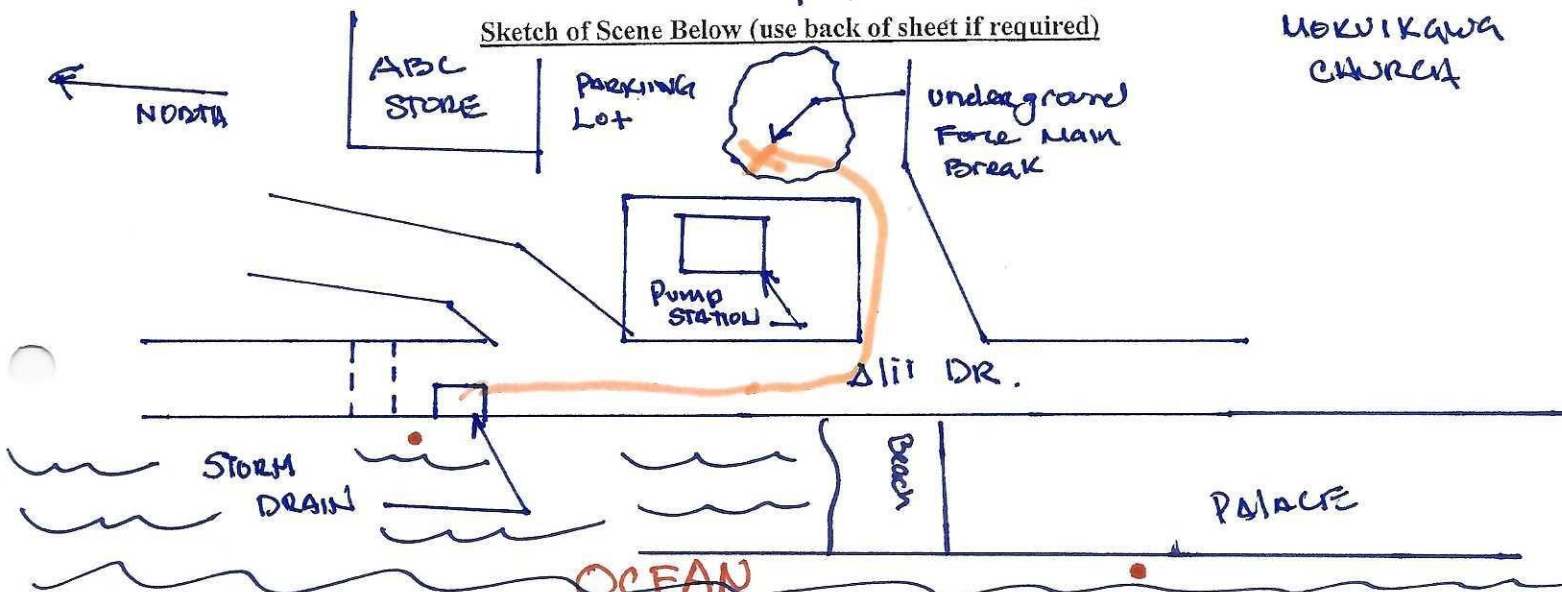 Sketch of Scene Below (use back of sheet if required)
NORTH
ABC
STORE
PARKING
Lot
underground
Force Main
Break
MOKUIKAWA
CHURCH
Pump
STATION
Alii DR.
STORM
DRAIN
Beach
PALACE
OCEAN